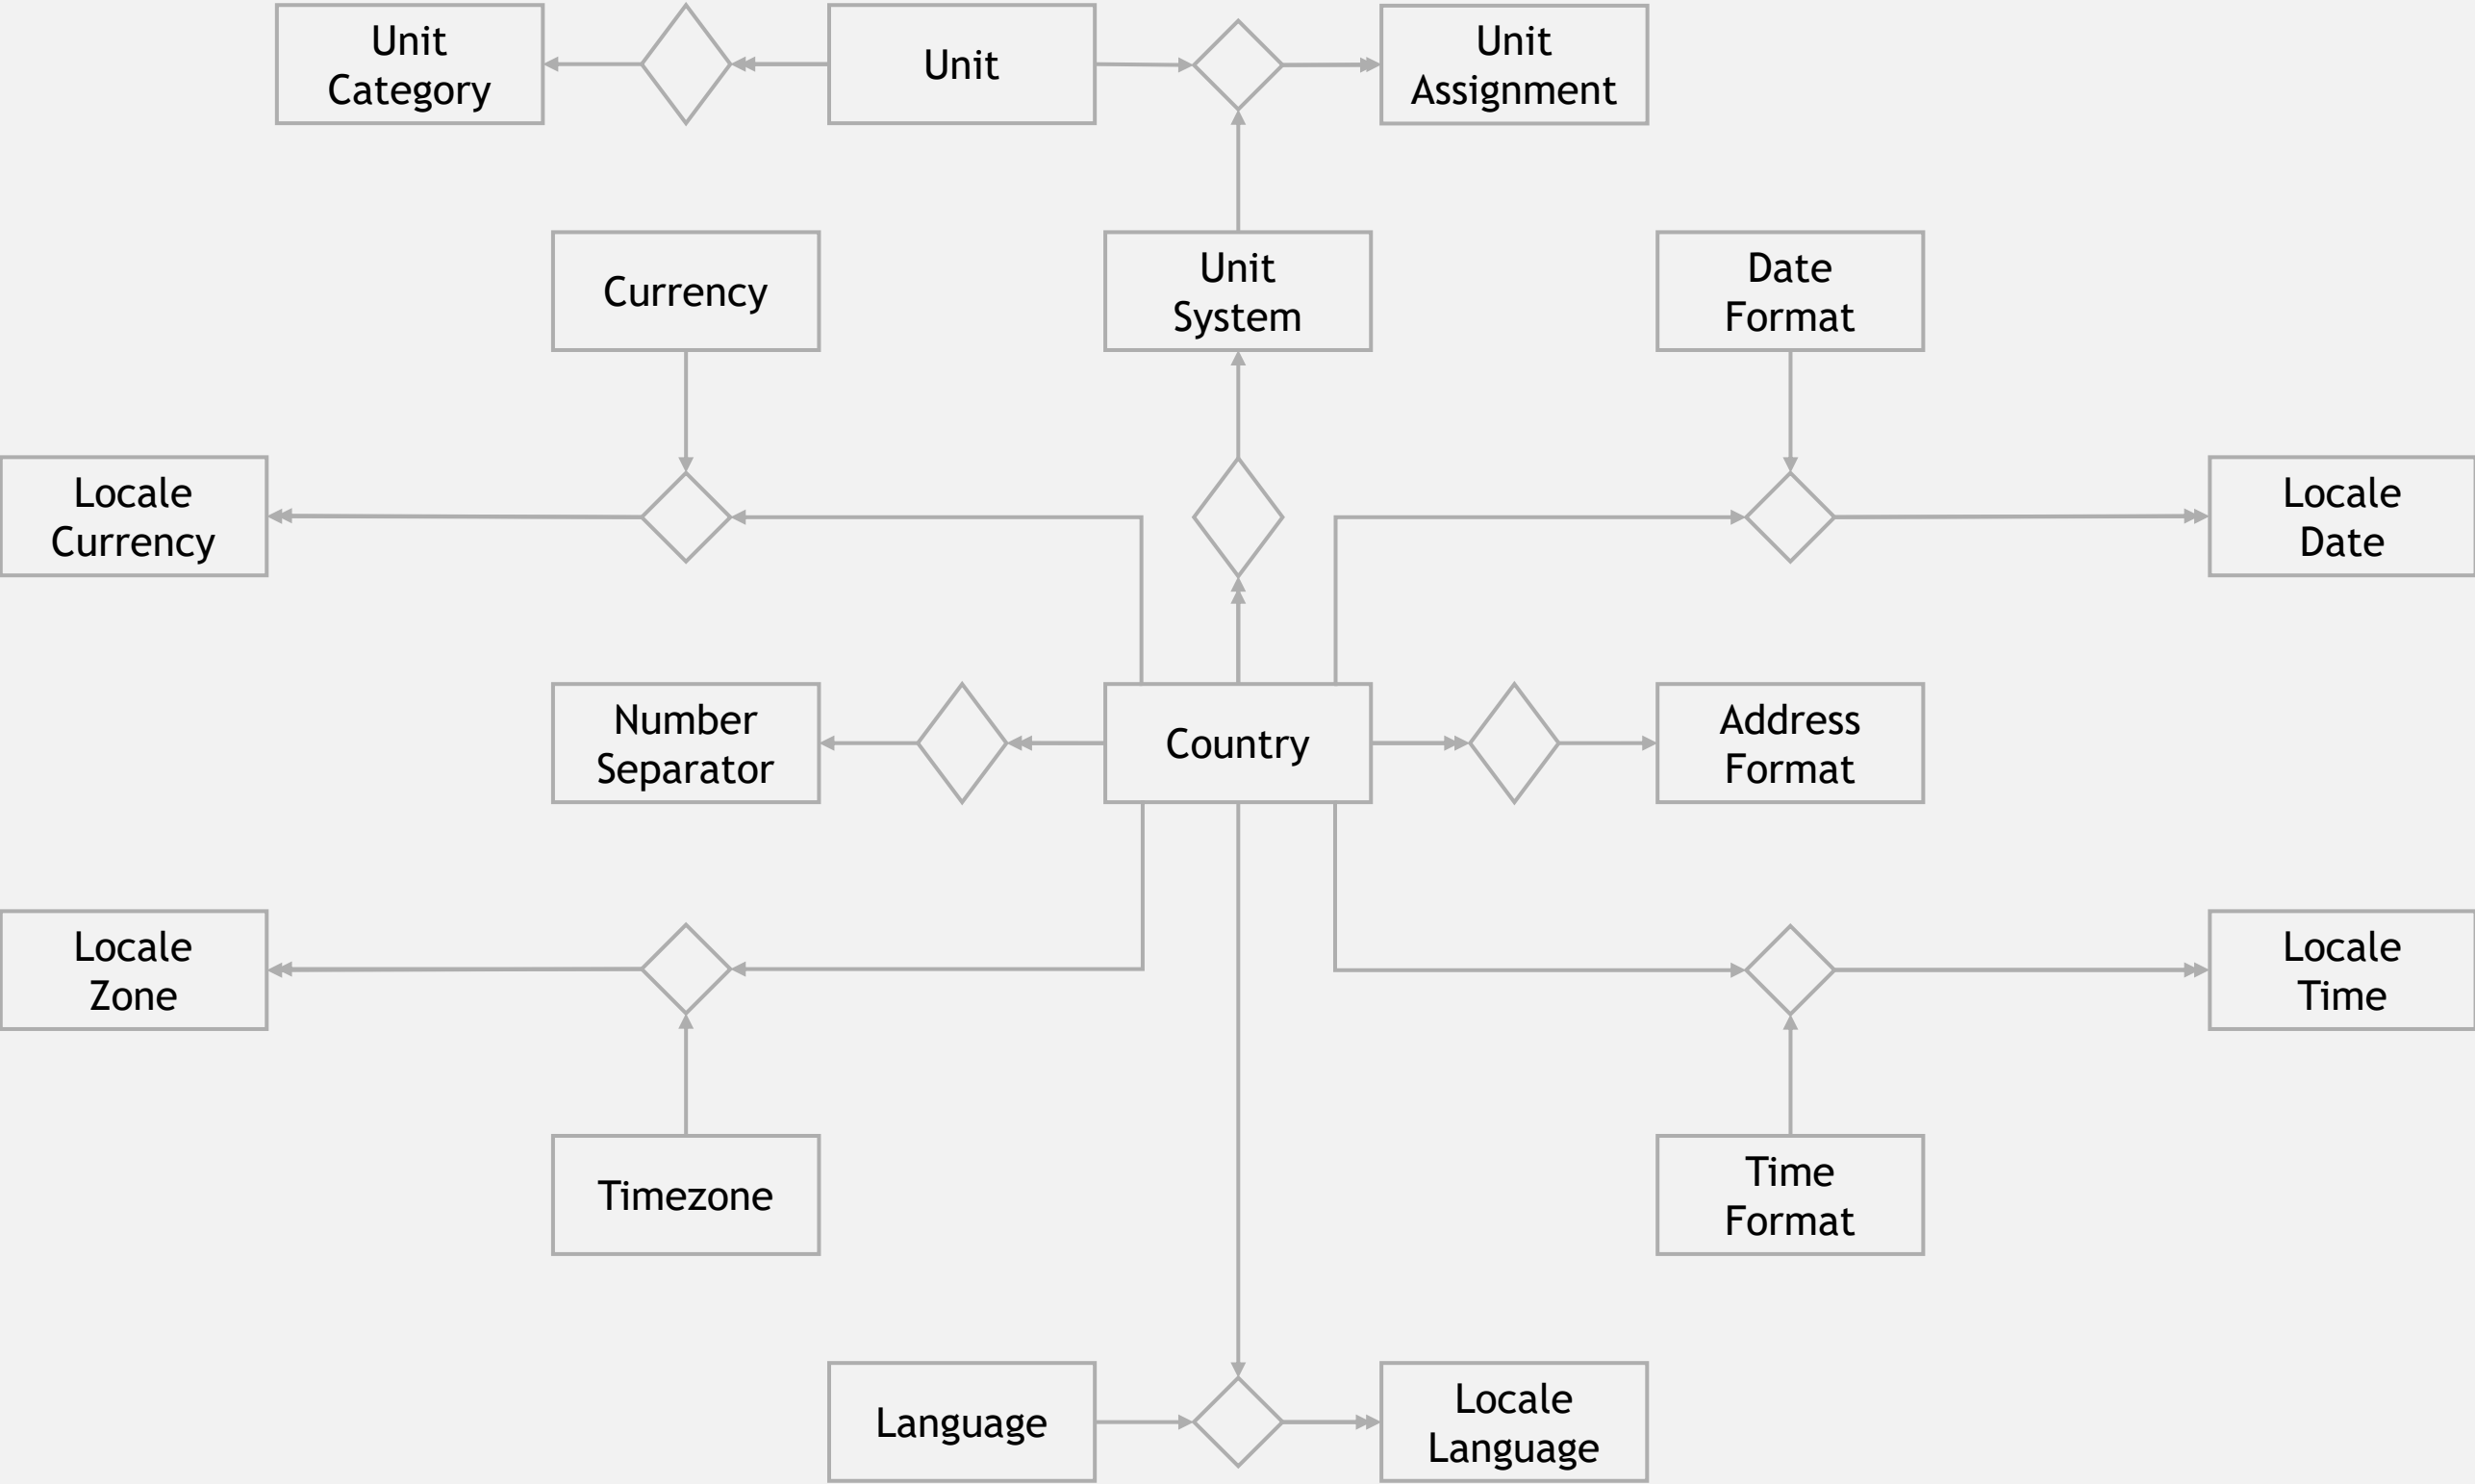 Unit
Category
Unit
Unit
Assignment
Currency
Unit
System
Date
Format
Locale
Currency
Locale
Date
Number
Separator
Country
Address
Format
Locale
Zone
Locale
Time
Timezone
Time
Format
Language
Locale
Language